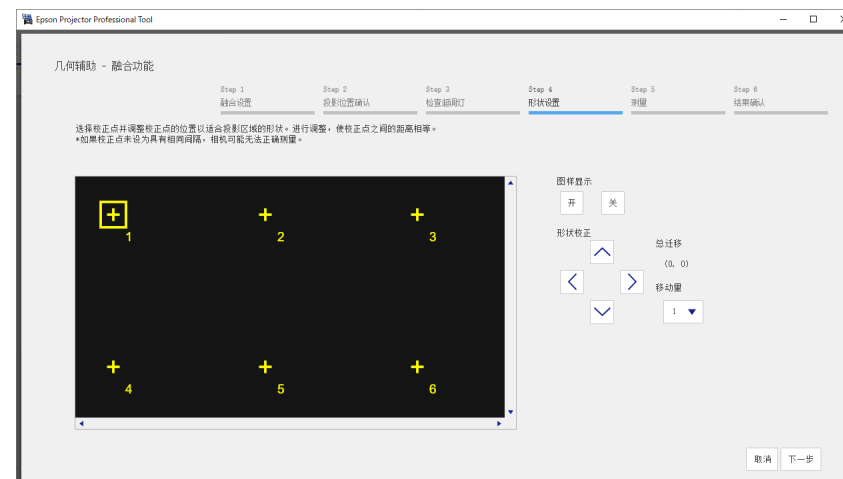 Epson Projector Professional Tool
几何辅助 - 融合功能
Step 1
融合设置
Step 2
投影位置确认
Step 3
检查超限灯
Step 4
形状设置
Step 5
测量
Step 6
结果确认
选择校正点并调整校正点的位置以适合投影区域的形状。进行调整，使校正点之间的距离相等。
*如果校正点未设为具有相同间隔，相机可能无法正确测量。
1
2
3
4
5
6
图样显示
开
关
形状校正
总迁移
(0, 0)
移动量
1
取消
下一步